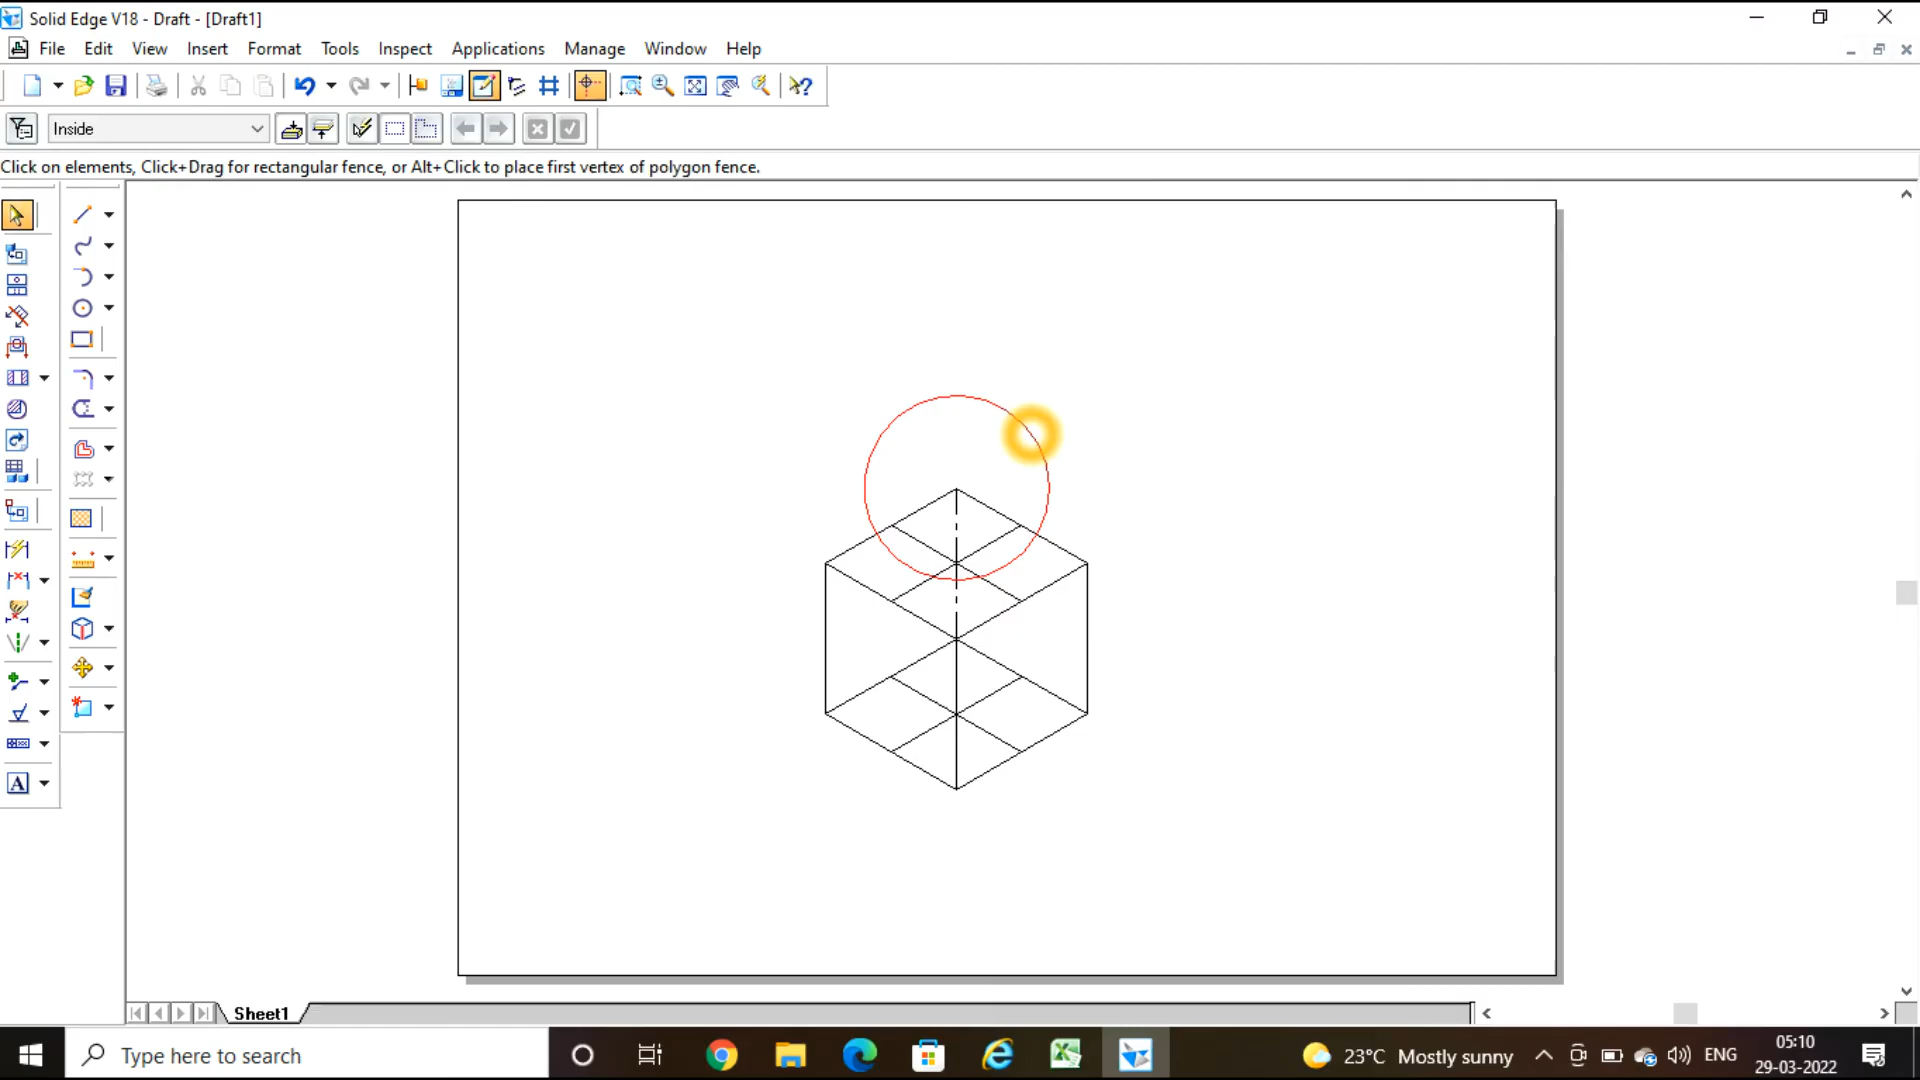 Solid Edge V18 - Draft - [Draft1]
File Edit View Insert Format Tools Inspect Applications Manage Window Help
Inside
Click on elements, Click+Drag for rectangular fence, or Alt+Click to place first vertex of polygon fence.
A
Sheet1
Type here to search
23°C Mostly sunny
ENG
05:10
29-03-2022